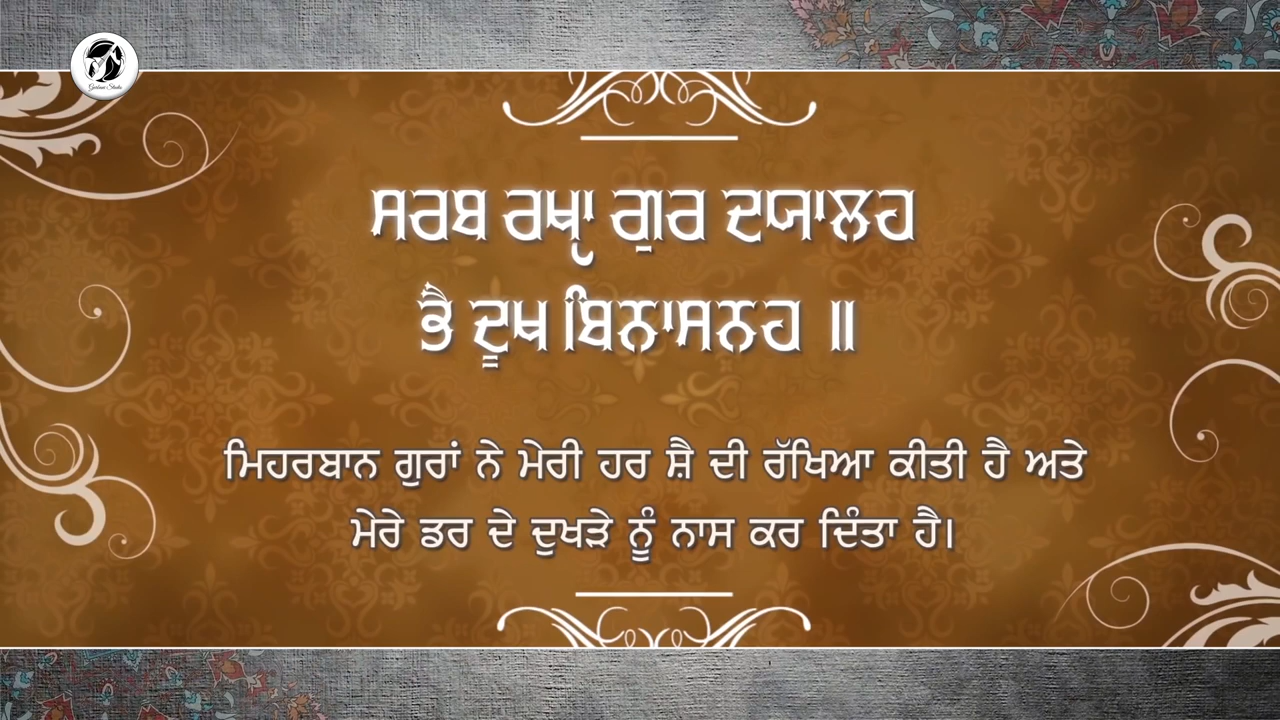 ਸਰਬ ਰਖੵਾ ਗੁਰ ਦਯਾਲਹ
ਭੈ ਦੂਖ ਬਿਨਾਸਨਹ ॥
ਮਿਹਰਬਾਨ ਗੁਰਾਂ ਨੇ ਮੇਰੀ ਹਰ ਸ਼ੈ ਦੀ ਰੱਖਿਆ ਕੀਤੀ ਹੈ ਅਤੇ
ਮੇਰੇ ਡਰ ਦੇ ਦੁਖੜੇ ਨੂੰ ਨਾਸ ਕਰ ਦਿੰਤਾ ਹੈ।